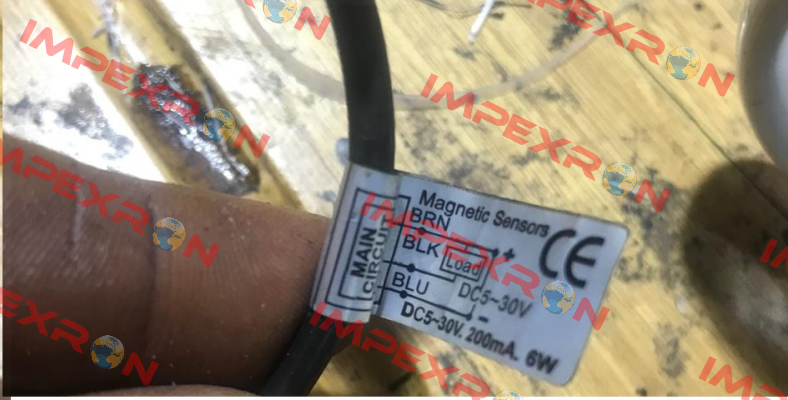 Magnetic Sensors
BRN
+
BLK
Load
MAIN
CIRCUIT
CE
DC5~30V
BLU
-
DC5~30V. 200mA. 6W
IMPEXRON
IMPEXRON
IMPEXRON
IMPEXRON
IMPEXRON
IMPEXRON